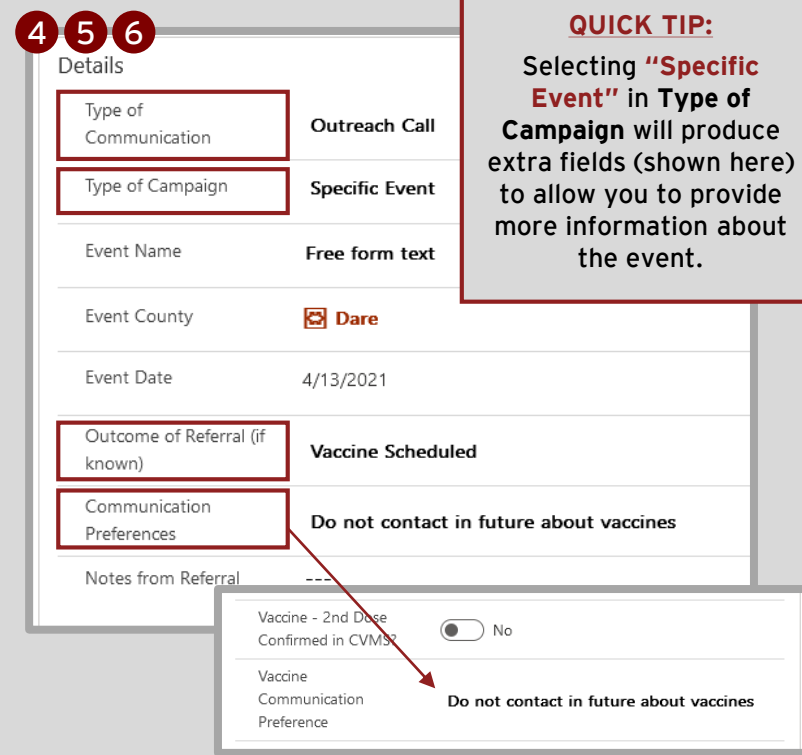 4 5 6
Details
Type of
Communication
Outreach Call
Type of Campaign
Specific Event
Event Name
Free form text
Event County
Dare
Event Date
4/13/2021
Outcome of Referral (if
known)
Vaccine Scheduled
Communication
Preferences
Do not contact in future about vaccines
Notes from Referral
---
QUICK TIP:
Selecting “Specific
Event” in Type of
Campaign will produce
extra fields (shown here)
to allow you to provide
more information about
the event.
Vaccine - 2nd Dose
Confirmed in CVMS?
No
Vaccine
Communication
Preference
Do not contact in future about vaccines